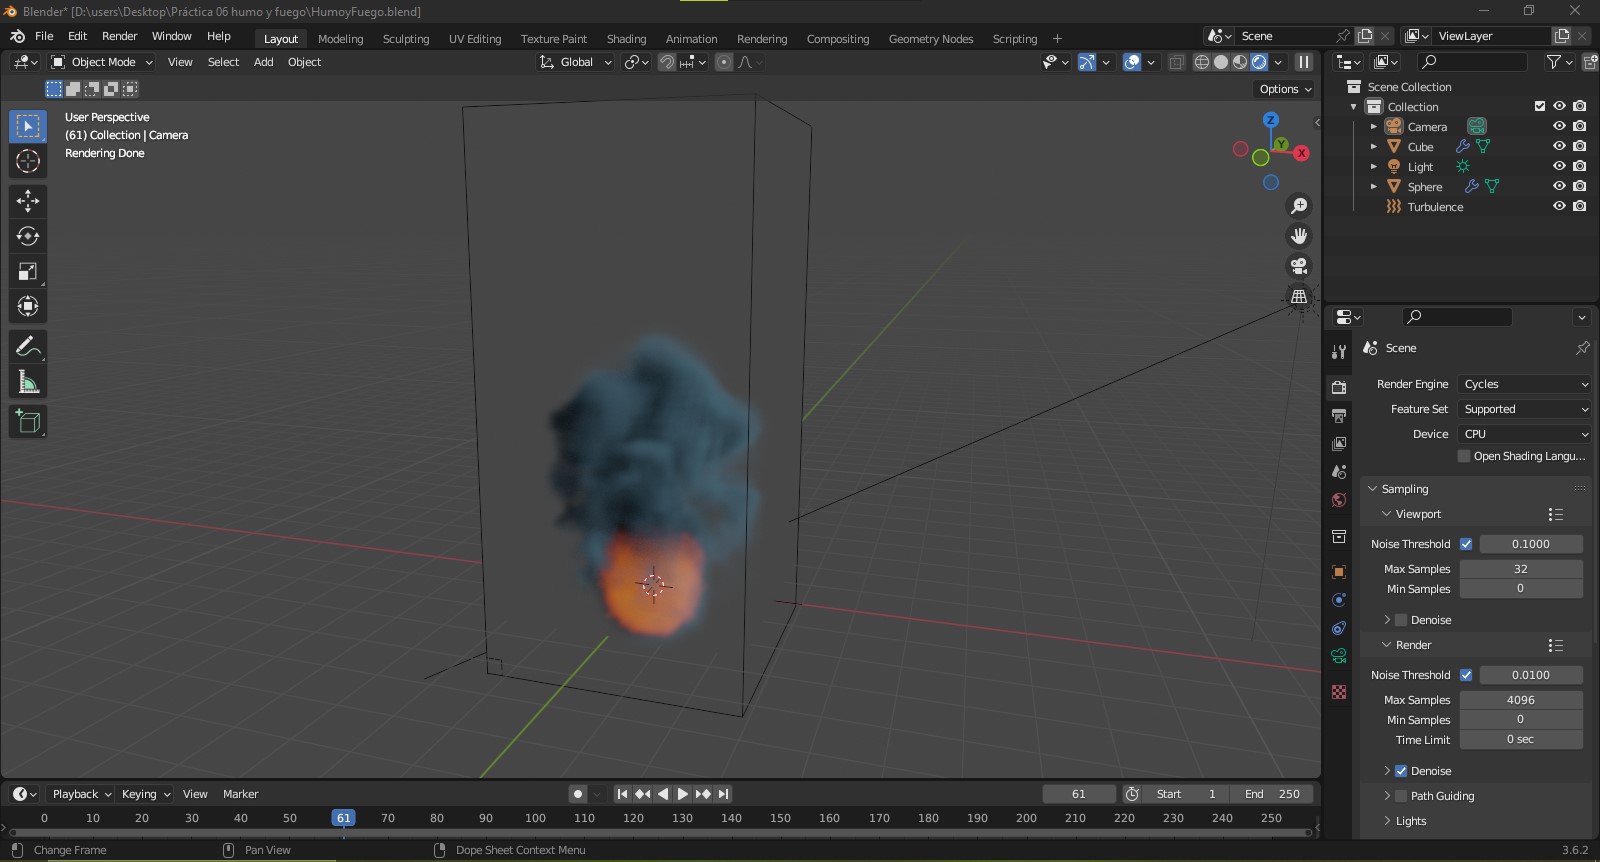 Blender* [D:\users\Desktop\Práctica 06 humo y fuego\HumoyFuego.blend]
File Edit Render Window Help Layout Modeling Sculpting UV Editing Texture Paint Shading Animation Rendering Compositing Geometry Nodes Scripting + Scene ViewLayer
Object Mode View Select Add Object Global
Options
User Perspective
(61) Collection | Camera
Rendering Done
Z
Y
X
Scene Collection
Collection
Camera
Cube
Light
Sphere
Turbulence
Scene
Render Engine Cycles
Feature Set Supported
Device CPU
Open Shading Langu...
Sampling
Viewport
Noise Threshold 0.1000
Max Samples 32
Min Samples 0
Denoise
Render
Noise Threshold 0.0100
Max Samples 4096
Min Samples 0
Time Limit 0 sec
Denoise
Path Guiding
Lights
Playback Keying View Marker 61 Start 1 End 250
0 10 20 30 40 50 61 70 80 90 100 110 120 130 140 150 160 170 180 190 200 210 220 230 240 250
Change Frame Pan View Dope Sheet Context Menu 3.6.2